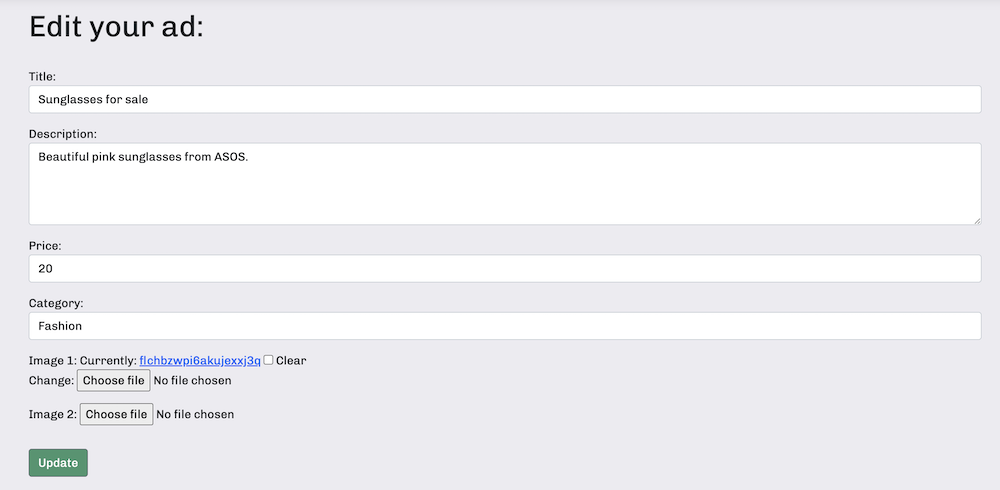 Edit your ad:
Title:
Sunglasses for sale
Description:
Beautiful pink sunglasses from ASOS.
Price:
20
Category:
Fashion
Image 1: Currently: flchbzwpi6akujexxj3q Clear
Change: Choose file No file chosen
Image 2: Choose file No file chosen
Update